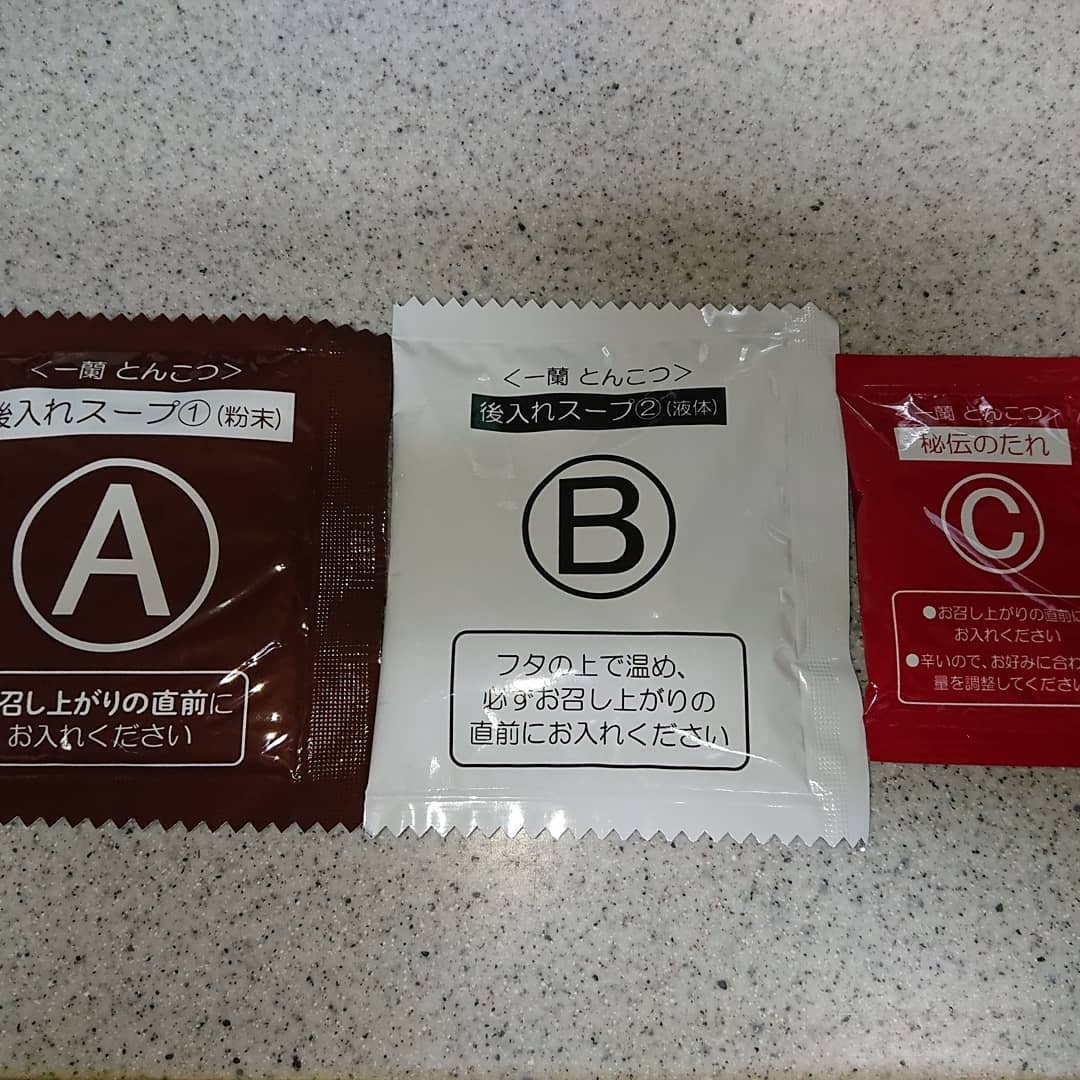 ＜一蘭 とんこつ＞
後入れスープ①(粉末)
A
召し上がりの直前に
お入れください
＜一蘭 とんこつ＞
後入れスープ②(液体)
B
フタの上で温め、
必ずお召し上がりの
直前にお入れください
＜一蘭 とんこつ＞
秘伝のたれ
C
●お召し上がりの直前に
お入れください
●辛いので、お好みに合わ
量を調整してください